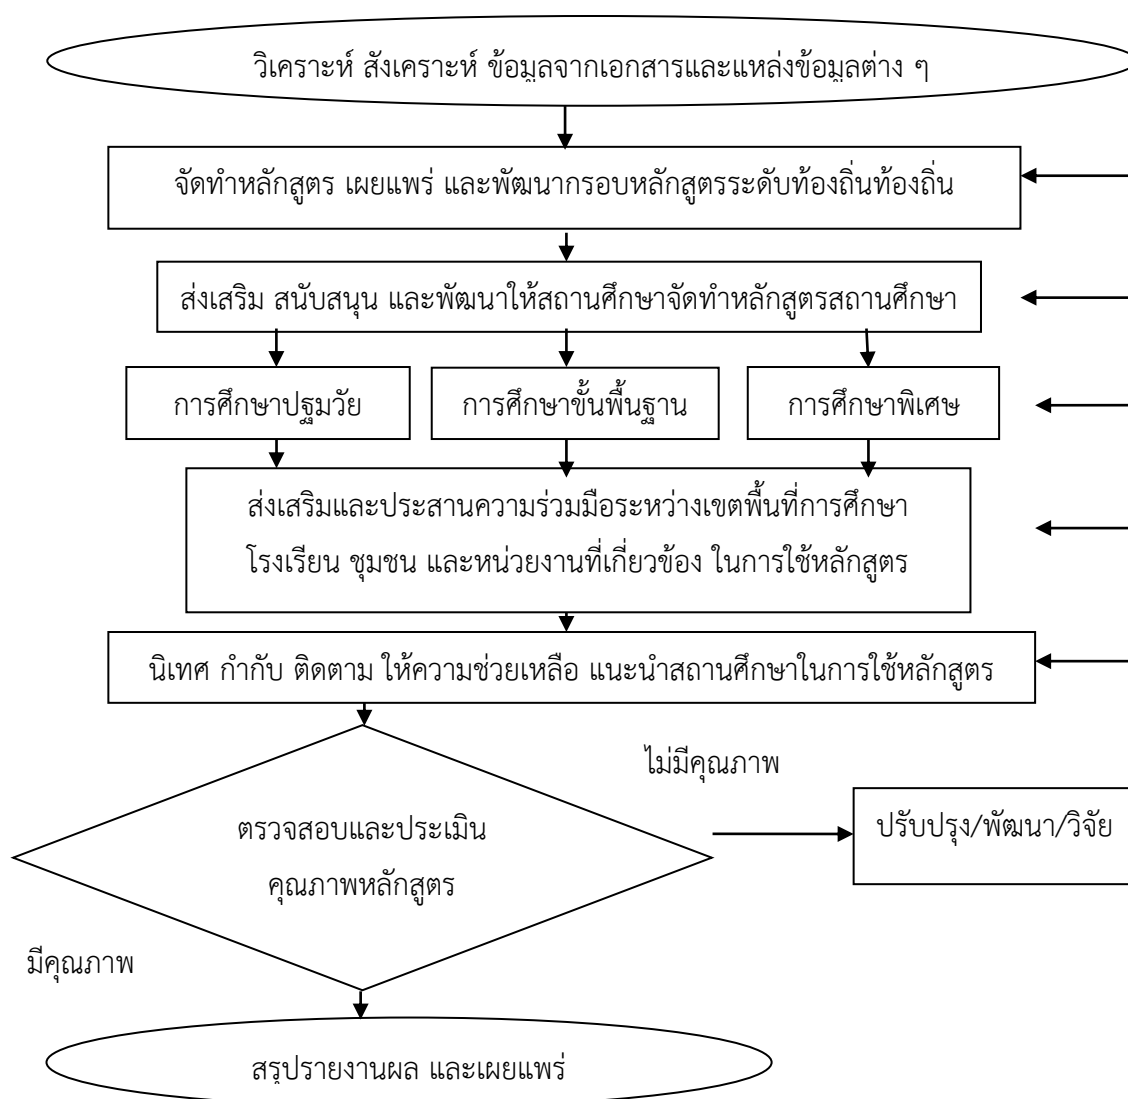 วิเคราะห์ สังเคราะห์ ข้อมูลจากเอกสารและแหล่งข้อมูลต่าง ๆ
จัดทำหลักสูตร เผยแพร่ และพัฒนากรอบหลักสูตรระดับท้องถิ่นท้องถิ่น
ส่งเสริม สนับสนุน และพัฒนาให้สถานศึกษาจัดทำหลักสูตรสถานศึกษา
การศึกษาปฐมวัย
การศึกษาขั้นพื้นฐาน
การศึกษาพิเศษ
ส่งเสริมและประสานความร่วมมือระหว่างเขตพื้นที่การศึกษา
โรงเรียน ชุมชน และหน่วยงานที่เกี่ยวข้อง ในการใช้หลักสูตร
นิเทศ กำกับ ติดตาม ให้ความช่วยเหลือ แนะนำสถานศึกษาในการใช้หลักสูตร
ไม่มีคุณภาพ
ตรวจสอบและประเมิน
คุณภาพหลักสูตร
ปรับปรุง/พัฒนา/วิจัย
มีคุณภาพ
สรุปรายงานผล และเผยแพร่